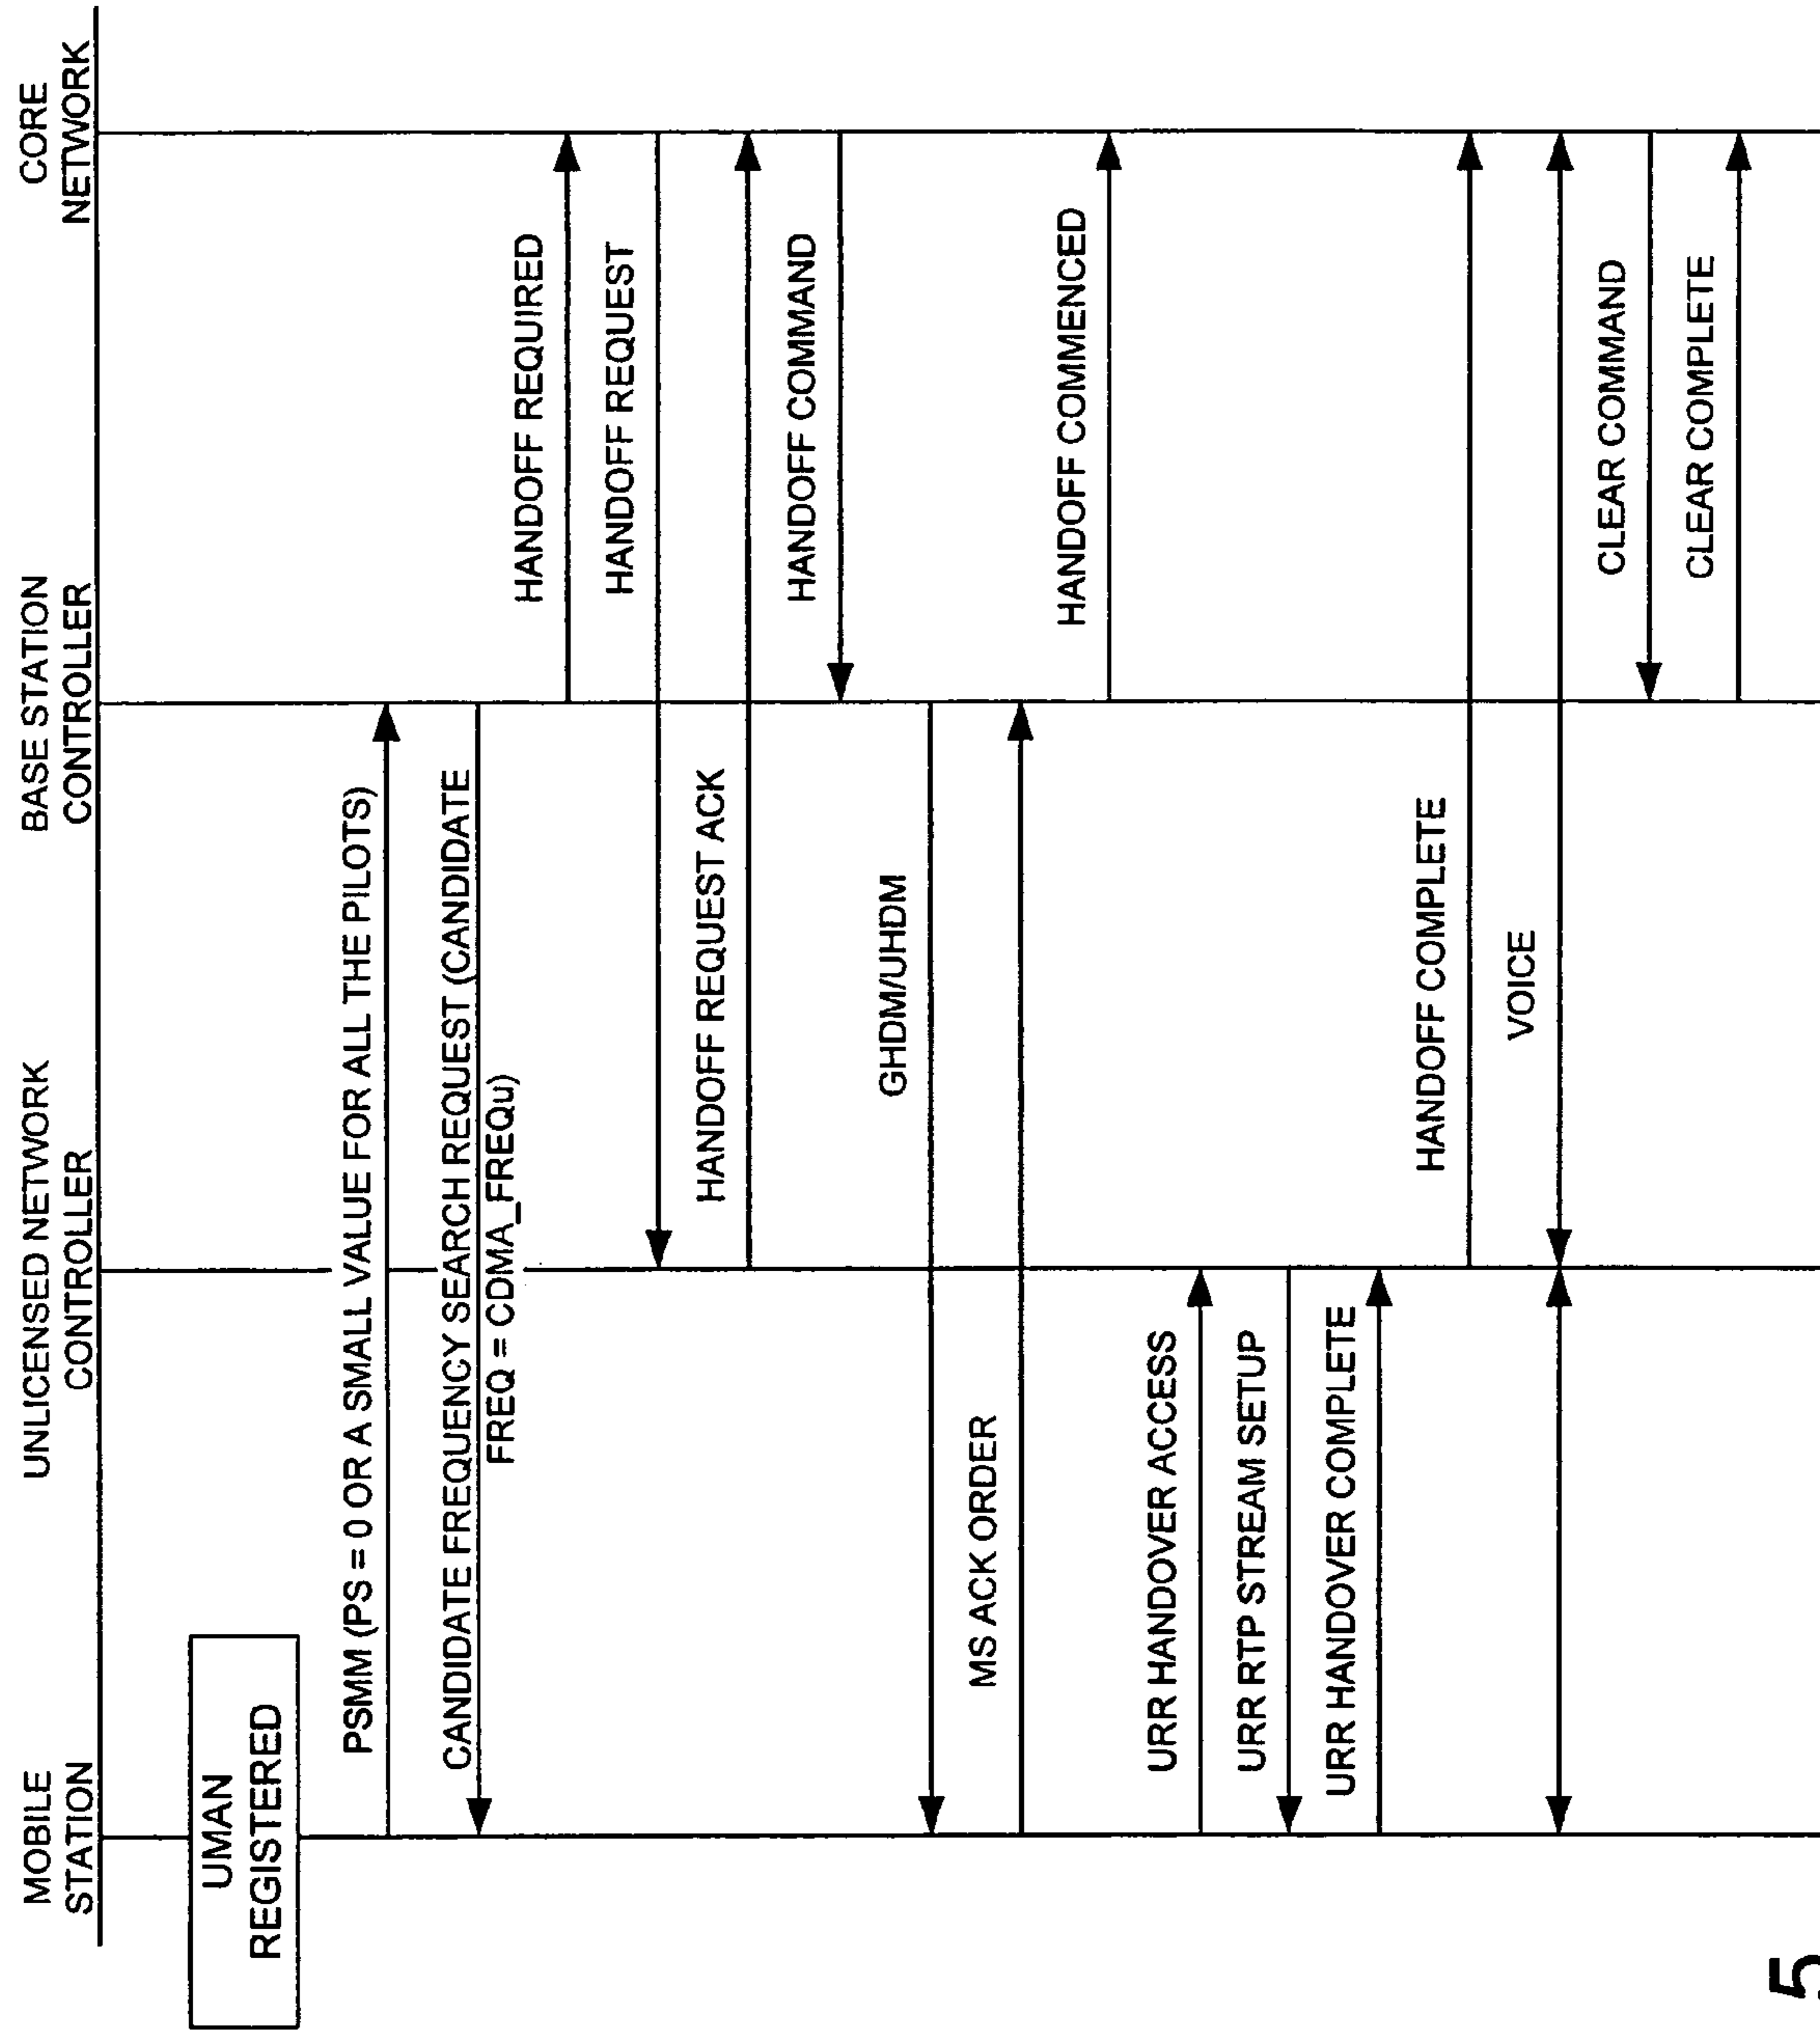 MOBILE
STATION
UNLICENSED NETWORK
CONTROLLER
BASE STATION
CONTROLLER
CORE
NETWORK
UMAN
REGISTERED
PSMM (PS = 0 OR A SMALL VALUE FOR ALL THE PILOTS)
CANDIDATE FREQUENCY SEARCH REQUEST (CANDIDATE
FREQ = CDMA_FREQu)
HANDOFF REQUIRED
HANDOFF REQUEST
HANDOFF REQUEST ACK
HANDOFF COMMAND
GHDM/UHDM
MS ACK ORDER
HANDOFF COMMENCED
URR HANDOVER ACCESS
URR RTP STREAM SETUP
URR HANDOVER COMPLETE
HANDOFF COMPLETE
VOICE
CLEAR COMMAND
CLEAR COMPLETE
5